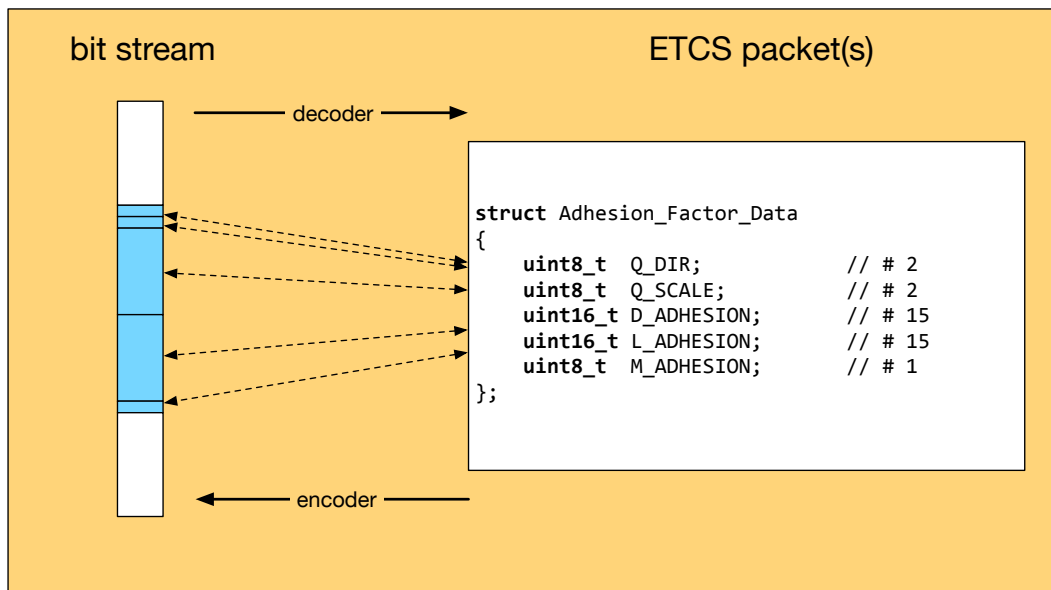 bit stream
ETCS packet(s)
decoder
struct Adhesion_Factor_Data
{
    uint8_t  Q_DIR;            // # 2
    uint8_t  Q_SCALE;          // # 2
    uint16_t D_ADHESION;       // # 15
    uint16_t L_ADHESION;       // # 15
    uint8_t  M_ADHESION;       // # 1
};
encoder